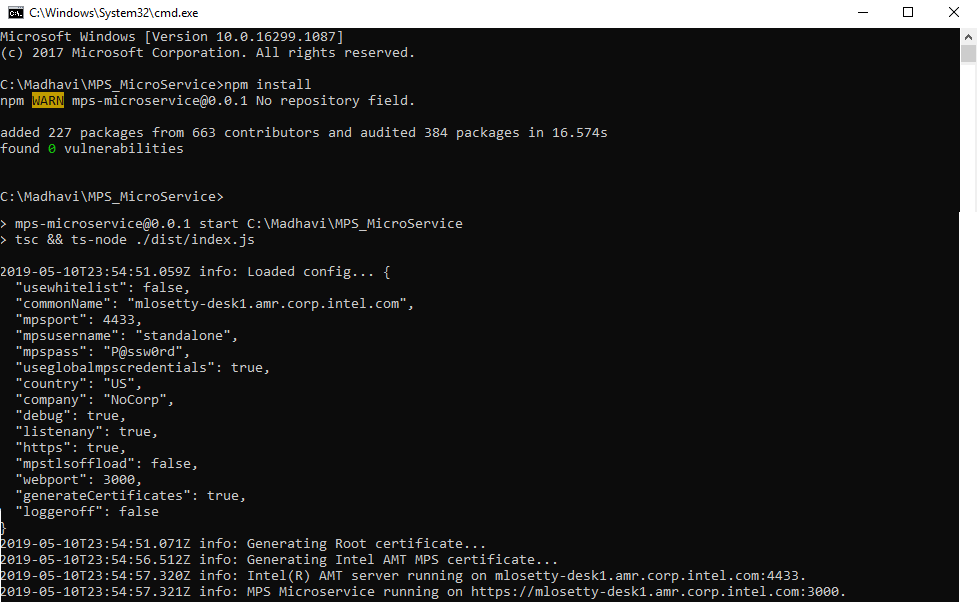 C:\Windows\System32\cmd.exe
Microsoft Windows [Version 10.0.16299.1087]
(c) 2017 Microsoft Corporation. All rights reserved.
C:\Madhavi\MPS_MicroService>npm install
npm WARN mps-microservice@0.0.1 No repository field.
added 227 packages from 663 contributors and audited 384 packages in 16.574s
found 0 vulnerabilities
C:\Madhavi\MPS_MicroService>
> mps-microservice@0.0.1 start C:\Madhavi\MPS_MicroService
> tsc && ts-node ./dist/index.js
2019-05-10T23:54:51.059Z info: Loaded config... {
"usewhitelist": false,
"commonName": "mlosetty-desk1.amr.corp.intel.com",
"mpsport": 4433,
"mpsusername": "standalone",
"mpspass": "P@ssw0rd",
"useglobalmpscredentials": true,
"country": "US",
"company": "NoCorp",
"debug": true,
"listenany": true,
"https": true,
"mpstlsoffload": false,
"webport": 3000,
"generateCertificates": true,
"loggeroff": false
}
2019-05-10T23:54:51.071Z info: Generating Root certificate...
2019-05-10T23:54:56.512Z info: Generating Intel AMT MPS certificate...
2019-05-10T23:54:57.320Z info: Intel(R) AMT server running on mlosetty-desk1.amr.corp.intel.com:4433.
2019-05-10T23:54:57.321Z info: MPS Microservice running on https://mlosetty-desk1.amr.corp.intel.com:3000.